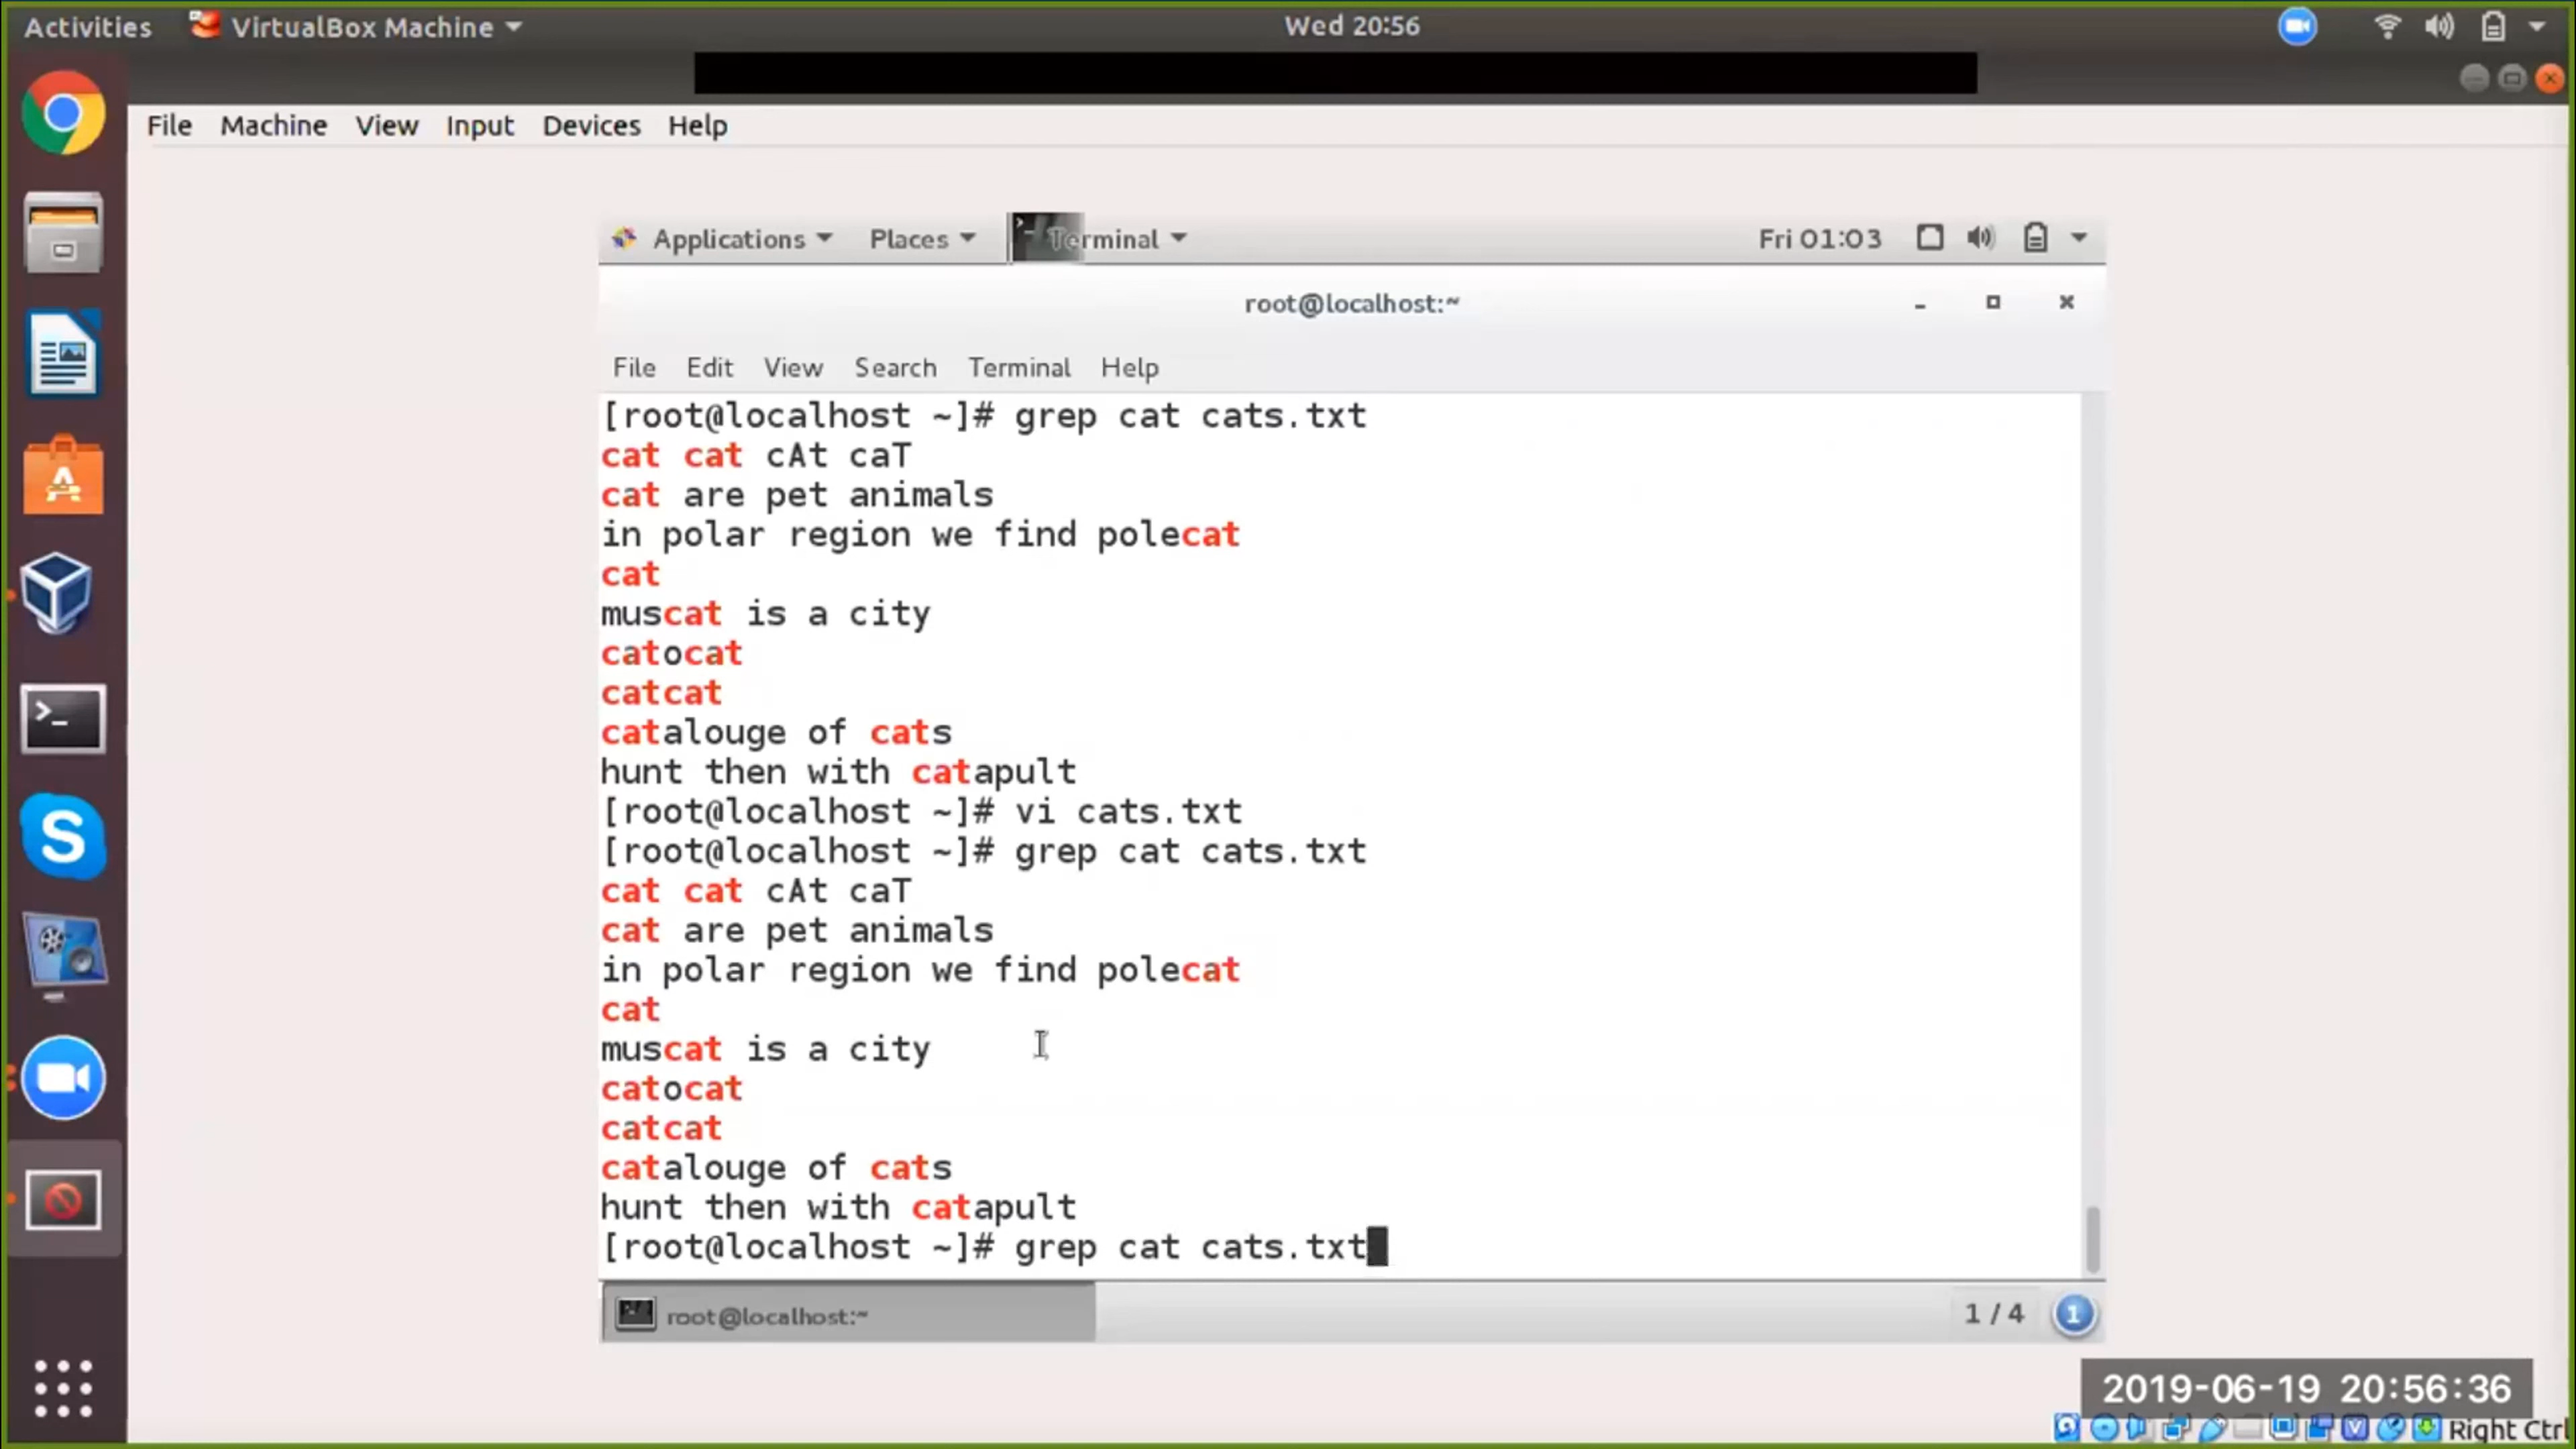 Activities VirtualBox Machine Wed 20:56
File Machine View Input Devices Help
Applications Places Terminal Fri 01:03
root@localhost:~
File Edit View Search Terminal Help
[root@localhost ~]# grep cat cats.txt
cat cat cAt caT
cat are pet animals
in polar region we find polecat
cat
muscat is a city
catocat
catcat
catalouge of cats
hunt then with catapult
[root@localhost ~]# vi cats.txt
[root@localhost ~]# grep cat cats.txt
cat cat cAt caT
cat are pet animals
in polar region we find polecat
cat
muscat is a city
catocat
catcat
catalouge of cats
hunt then with catapult
[root@localhost ~]# grep cat cats.txt
root@localhost:~ 1 / 4 1
2019-06-19 20:56:36
Right Ctrl